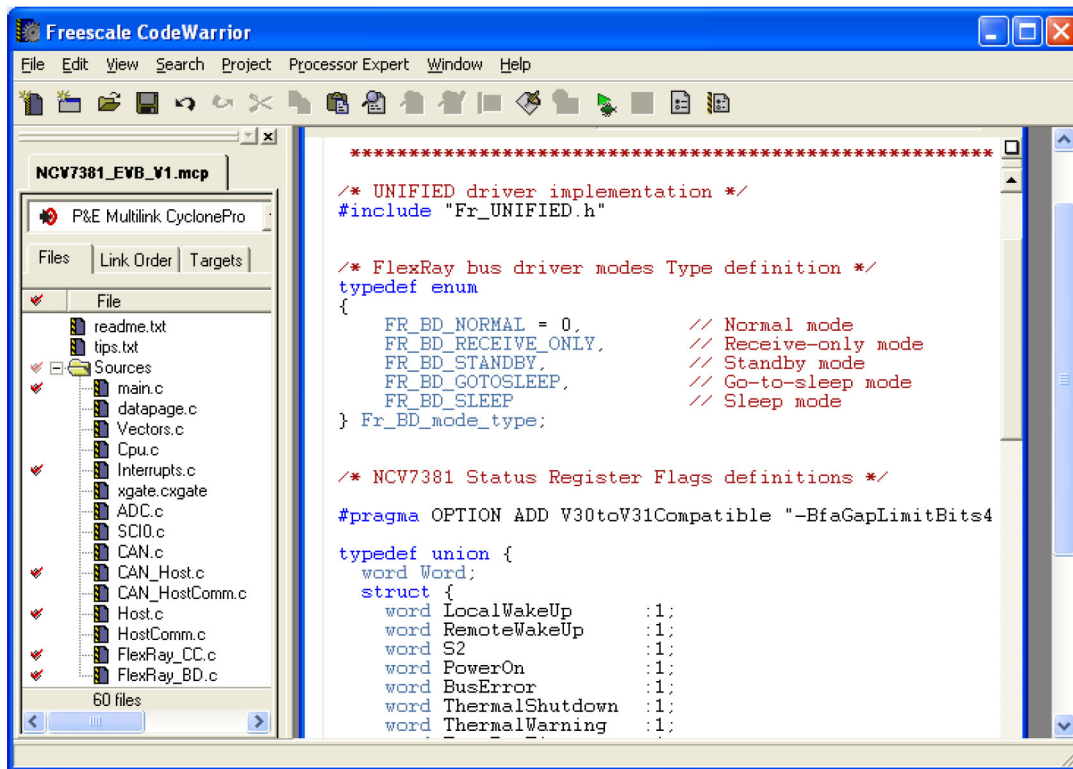 Freescale CodeWarrior
File Edit View Search Project Processor Expert Window Help
NCV7381_EVB_V1.mcp
P&E Multilink CyclonePro
Files Link Order Targets
File
readme.txt
tips.txt
Sources
main.c
datapage.c
Vectors.c
Cpu.c
Interrupts.c
xgate.cxgate
ADC.c
SCI0.c
CAN.c
CAN_Host.c
CAN_HostComm.c
Host.c
HostComm.c
FlexRay_CC.c
FlexRay_BD.c
60 files
*******************************************************
/* UNIFIED driver implementation */
#include "Fr_UNIFIED.h"
/* FlexRay bus driver modes Type definition */
typedef enum
{
FR_BD_NORMAL = 0, // Normal mode
FR_BD_RECEIVE_ONLY, // Receive-only mode
FR_BD_STANDBY, // Standby mode
FR_BD_GOTOSLEEP, // Go-to-sleep mode
FR_BD_SLEEP // Sleep mode
} Fr_BD_mode_type;
/* NCV7381 Status Register Flags definitions */
#pragma OPTION ADD V30toV31Compatible "-BfaGapLimitBits4
typedef union {
word Word;
struct {
word LocalWakeUp :1;
word RemoteWakeUp :1;
word S2 :1;
word PowerOn :1;
word BusError :1;
word ThermalShutdown :1;
word ThermalWarning :1;